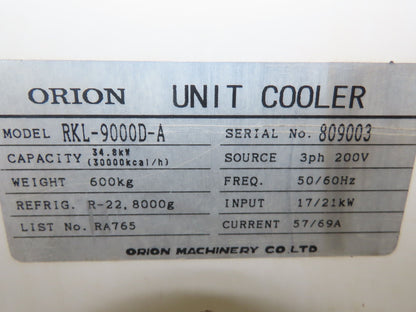 ORION UNIT COOLER
MODEL RKL-9000D-A SERIAL No. 809003
CAPACITY 34.8kW (30000kcal/h) SOURCE 3ph 200V
WEIGHT 600kg FREQ. 50/60Hz
REFRIG. R-22, 8000g INPUT 17/21kW
LIST No. RA765 CURRENT 57/69A
ORION MACHINERY CO.LTD